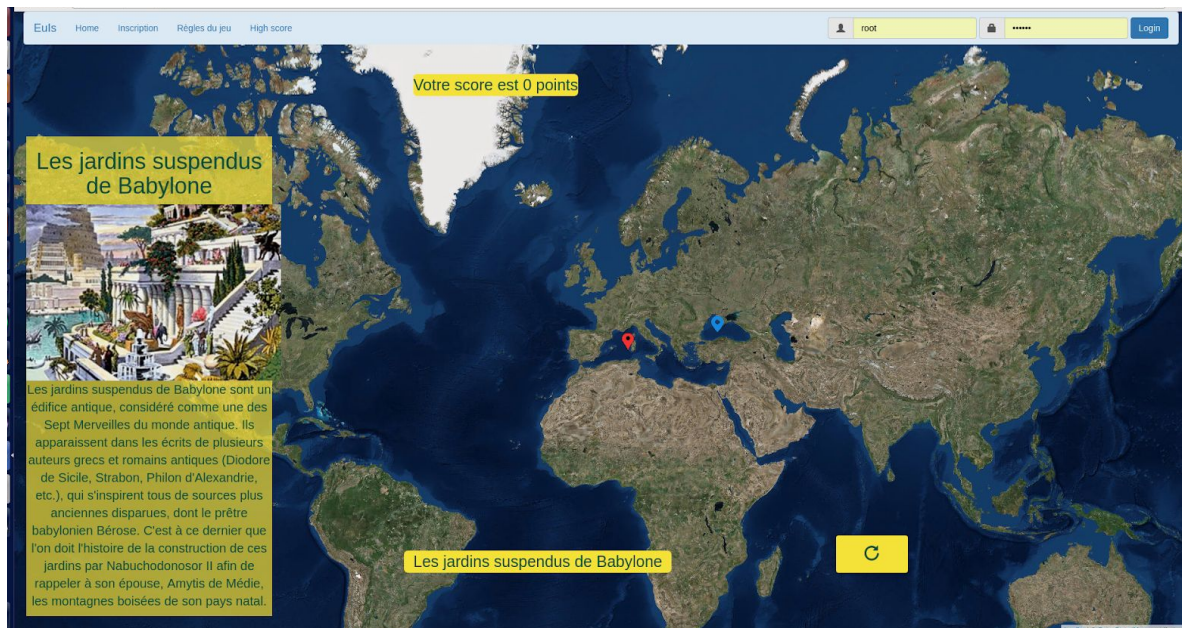 Euls Home Inscription Règles du jeu High score root •••••• Login
Votre score est 0 points
Les jardins suspendus
de Babylone
Les jardins suspendus de Babylone sont un
édifice antique, considéré comme une des
Sept Merveilles du monde antique. Ils
apparaissent dans les écrits de plusieurs
auteurs grecs et romains antiques (Diodore
de Sicile, Strabon, Philon d'Alexandrie,
etc.), qui s'inspirent tous de sources plus
anciennes disparues, dont le prêtre
babylonien Bérose. C'est à ce dernier que
l'on doit l'histoire de la construction de ces
jardins par Nabuchodonosor II afin de
rappeler à son épouse, Amytis de Médie,
les montagnes boisées de son pays natal.
Les jardins suspendus de Babylone